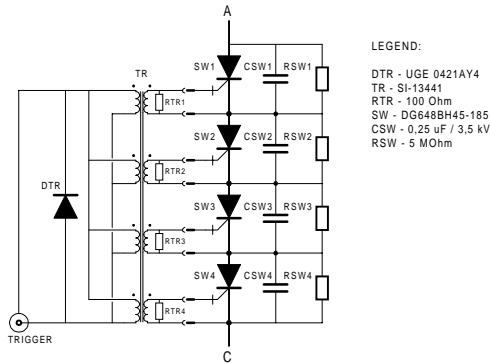 A
SW1 CSW1 RSW1
TR
RTR1
SW2 CSW2 RSW2
RTR2
DTR
SW3 CSW3 RSW3
RTR3
SW4 CSW4 RSW4
RTR4
TRIGGER
C
LEGEND:
DTR - UGE 0421AY4
TR - SI-13441
RTR - 100 Ohm
SW - DG648BH45-185
CSW - 0,25 uF / 3,5 kV
RSW - 5 MOhm